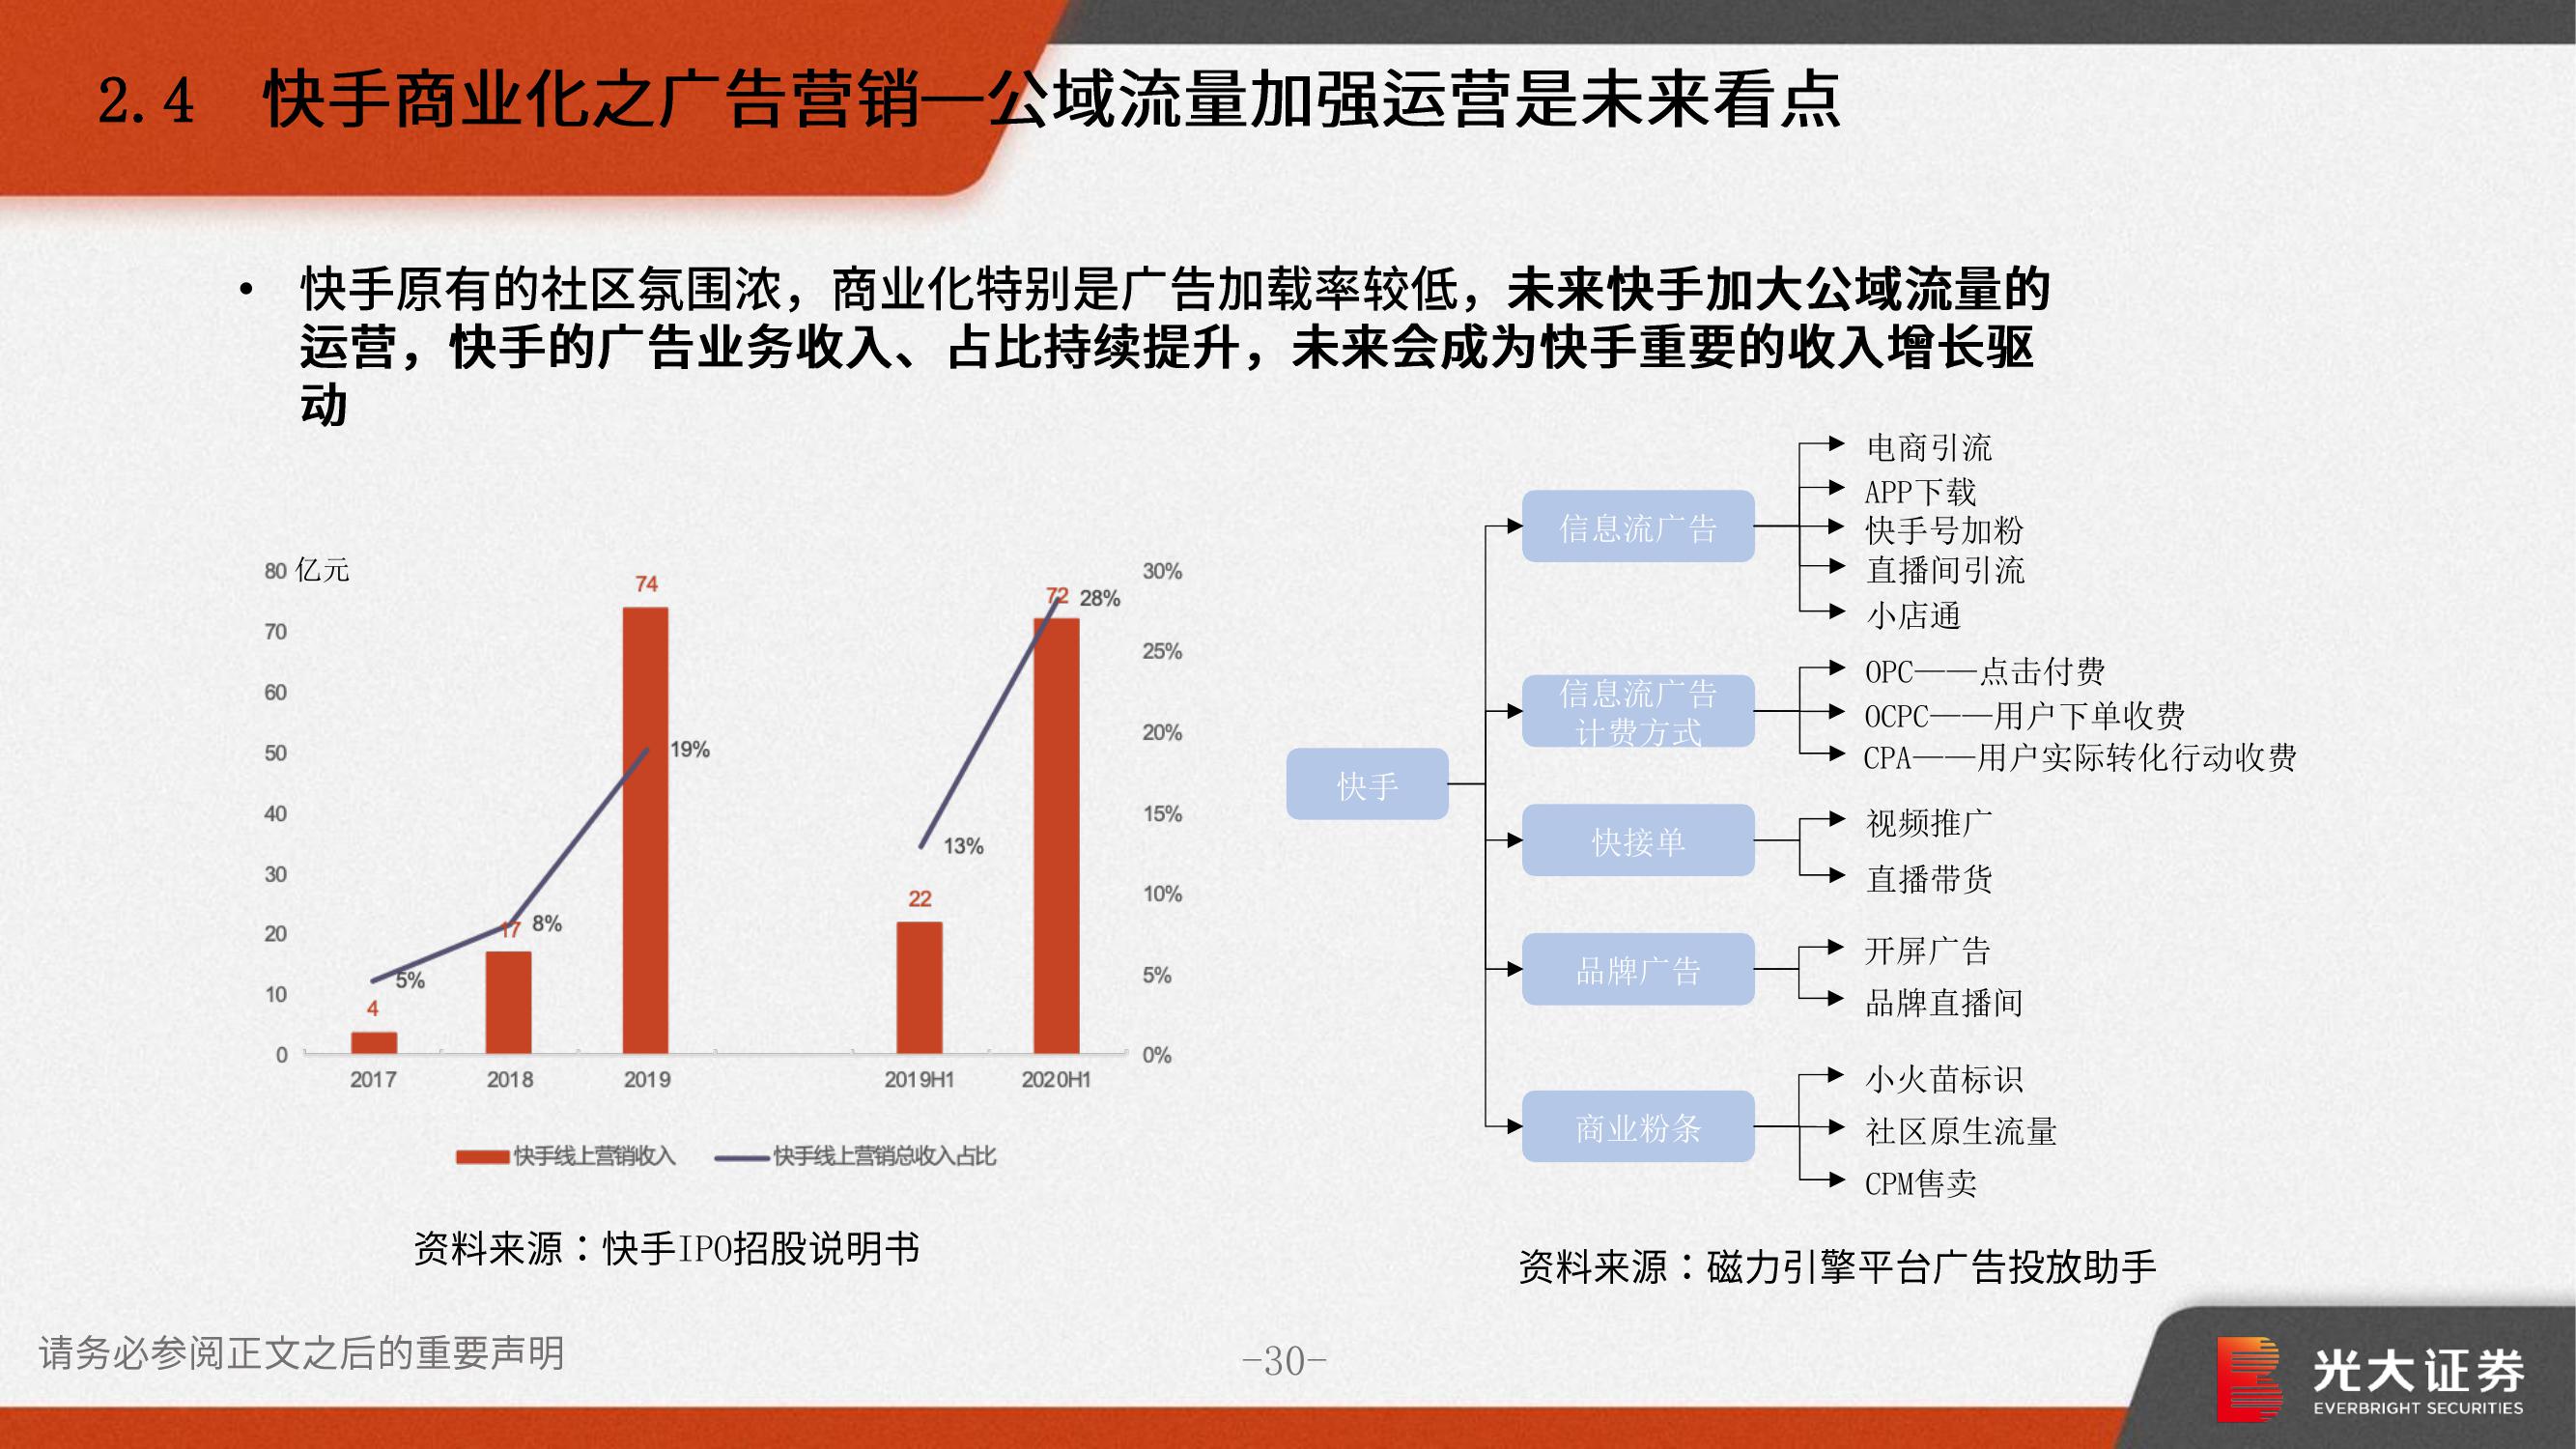 2.4 快手商业化之广告营销—公域流量加强运营是未来看点
• 快手原有的社区氛围浓，商业化特别是广告加载率较低，未来快手加大公域流量的
运营，快手的广告业务收入、占比持续提升，未来会成为快手重要的收入增长驱
动
80 亿元
70
60
50
40
30
20
10
0
30%
25%
20%
15%
10%
5%
0%
4
17
74
22
72
5%
8%
19%
13%
28%
2017 2018 2019 2019H1 2020H1
快手线上营销收入 快手线上营销总收入占比
资料来源：快手IPO招股说明书
快手
信息流广告
电商引流
APP下载
快手号加粉
直播间引流
小店通
信息流广告
计费方式
OPC——点击付费
OCPC——用户下单收费
CPA——用户实际转化行动收费
快接单
视频推广
直播带货
品牌广告
开屏广告
品牌直播间
商业粉条
小火苗标识
社区原生流量
CPM售卖
资料来源：磁力引擎平台广告投放助手
请务必参阅正文之后的重要声明
-30-
光大证券
EVERBRIGHT SECURITIES